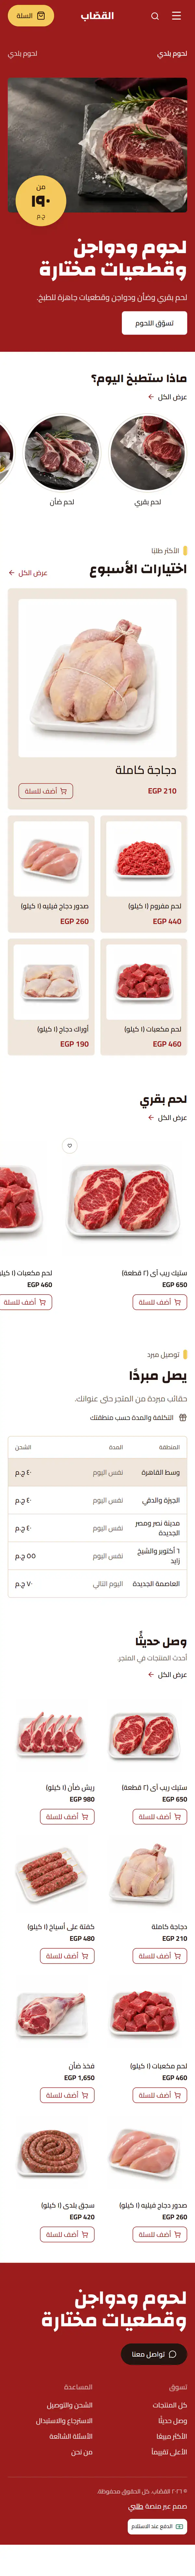 القصّاب
السلة
لحوم بلدي
لحوم بلدي
من
١٩٠
ج.م
لحوم ودواجن
وقطعيات مختارة
لحم بقري وضأن ودواجن وقطعيات جاهزة للطبخ.
تسوّق اللحوم
ماذا ستطبخ اليوم؟
عرض الكل
لحم بقري
لحم ضأن
الأكثر طلبًا
اختيارات الأسبوع
عرض الكل
دجاجة كاملة
EGP 210
أضف للسلة
لحم مفروم (١ كيلو)
EGP 440
صدور دجاج فيليه (١ كيلو)
EGP 260
لحم مكعبات (١ كيلو)
EGP 460
أوراك دجاج (١ كيلو)
EGP 190
لحم بقري
عرض الكل
ستيك ريب آي (٢ قطعة)
EGP 650
أضف للسلة
لحم مكعبات (١ كيلو)
EGP 460
أضف للسلة
توصيل مبرد
يصل مبردًا
حقائب مبردة من المتجر حتى عنوانك.
التكلفة والمدة حسب منطقتك
المنطقة المدة الشحن
وسط القاهرة نفس اليوم ٤٠ ج.م
الجيزة والدقي نفس اليوم ٤٠ ج.م
مدينة نصر ومصر الجديدة نفس اليوم ٤٠ ج.م
٦ أكتوبر والشيخ زايد نفس اليوم ٥٥ ج.م
العاصمة الجديدة اليوم التالي ٧٠ ج.م
وصل حديثًا
أحدث المنتجات في المتجر.
عرض الكل
ستيك ريب آي (٢ قطعة)
EGP 650
أضف للسلة
ريش ضأن (١ كيلو)
EGP 980
أضف للسلة
دجاجة كاملة
EGP 210
أضف للسلة
كفتة على أسياخ (١ كيلو)
EGP 480
أضف للسلة
لحم مكعبات (١ كيلو)
EGP 460
أضف للسلة
فخذ ضأن
EGP 1,650
أضف للسلة
صدور دجاج فيليه (١ كيلو)
EGP 260
أضف للسلة
سجق بلدي (١ كيلو)
EGP 420
أضف للسلة
لحوم ودواجن
وقطعيات مختارة
تواصل معنا
تسوق
كل المنتجات
وصل حديثًا
الأكثر مبيعًا
الأعلى تقييماً
المساعدة
الشحن والتوصيل
الاسترجاع والاستبدال
الأسئلة الشائعة
من نحن
© ٢٠٢٦ القصّاب. كل الحقوق محفوظة.
صمم عبر منصة طلبي
الدفع عند الاستلام